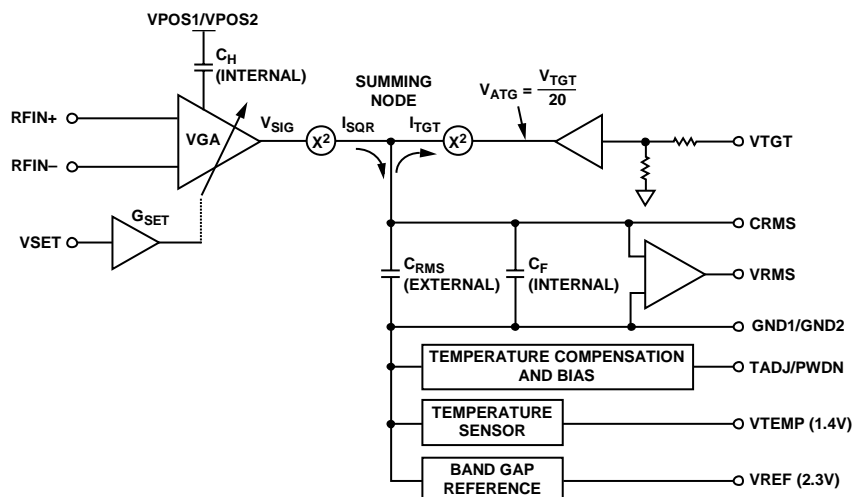 VPOS1/VPOS2
CH
(INTERNAL)
SUMMING
NODE
VATG = VTGT
20
RFIN+
VGA
VSIG
X2
ISQR
ITGT
X2
VTGT
RFIN–
GSET
VSET
CRMS
CRMS
(EXTERNAL)
CF
(INTERNAL)
VRMS
GND1/GND2
TEMPERATURE COMPENSATION
AND BIAS
TADJ/PWDN
TEMPERATURE
SENSOR
VTEMP (1.4V)
BAND GAP
REFERENCE
VREF (2.3V)